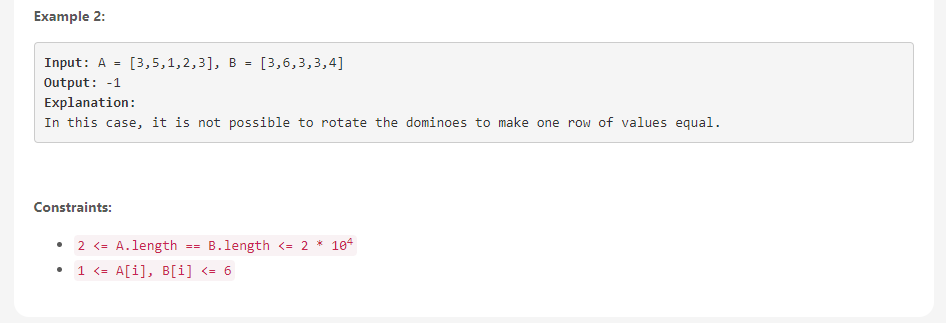 Example 2:
Input: A = [3,5,1,2,3], B = [3,6,3,3,4]
Output: -1
Explanation:
In this case, it is not possible to rotate the dominoes to make one row of values equal.
Constraints:
• 2 <= A.length == B.length <= 2 * 10⁴
• 1 <= A[i], B[i] <= 6